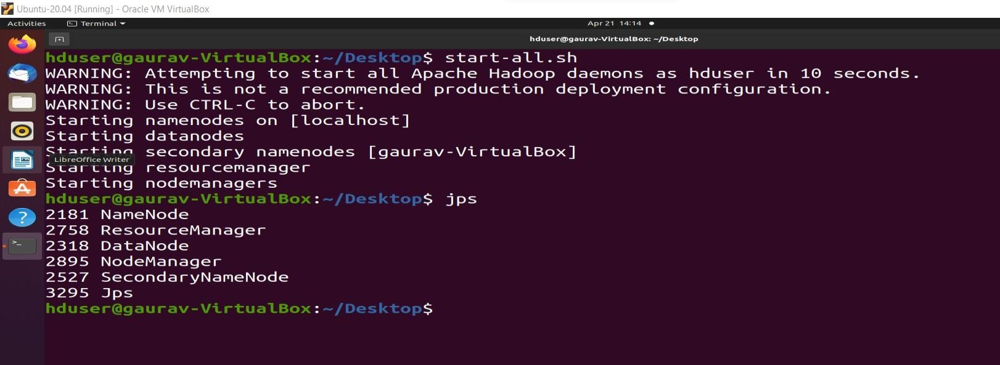 Ubuntu-20.04 [Running] - Oracle VM VirtualBox
Activities Terminal Apr 21 14:14
hduser@gaurav-VirtualBox: ~/Desktop
hduser@gaurav-VirtualBox:~/Desktop$ start-all.sh
WARNING: Attempting to start all Apache Hadoop daemons as hduser in 10 seconds.
WARNING: This is not a recommended production deployment configuration.
WARNING: Use CTRL-C to abort.
Starting namenodes on [localhost]
Starting datanodes
Starting secondary namenodes [gaurav-VirtualBox]
LibreOffice Writer
Starting resourcemanager
Starting nodemanagers
hduser@gaurav-VirtualBox:~/Desktop$ jps
2181 NameNode
2758 ResourceManager
2318 DataNode
2895 NodeManager
2527 SecondaryNameNode
3295 Jps
hduser@gaurav-VirtualBox:~/Desktop$